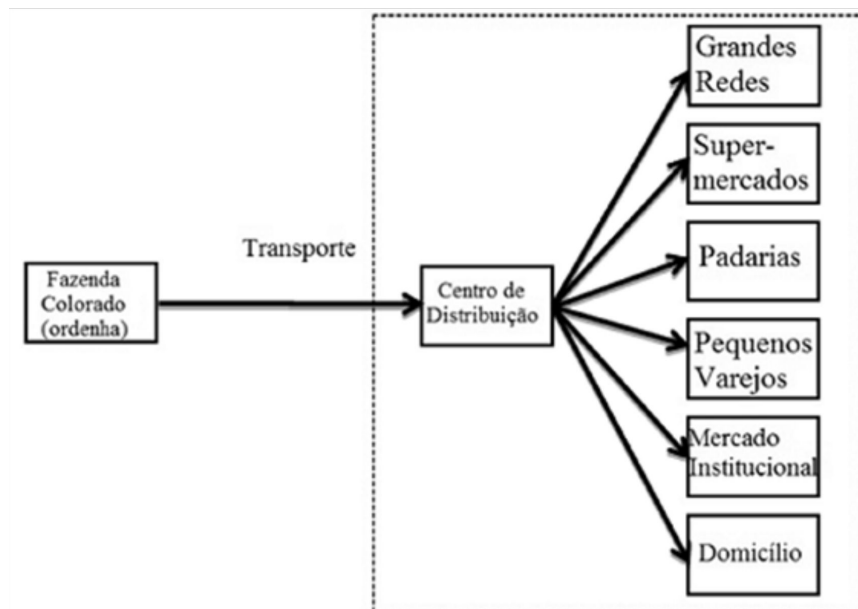 Grandes
Redes
Super-
mercados
Transporte
Padarias
Fazenda
Colorado
(ordenha)
Centro de
Distribuição
Pequenos
Varejos
Mercado
Institucional
Domicílio